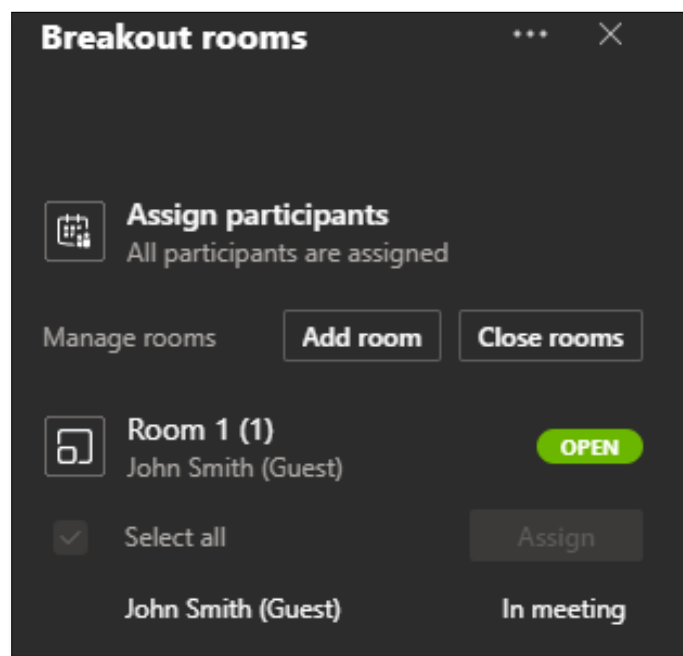 Breakout rooms
Assign participants
All participants are assigned
Manage rooms Add room Close rooms
Room 1 (1)
John Smith (Guest)
OPEN
Select all Assign
John Smith (Guest) In meeting